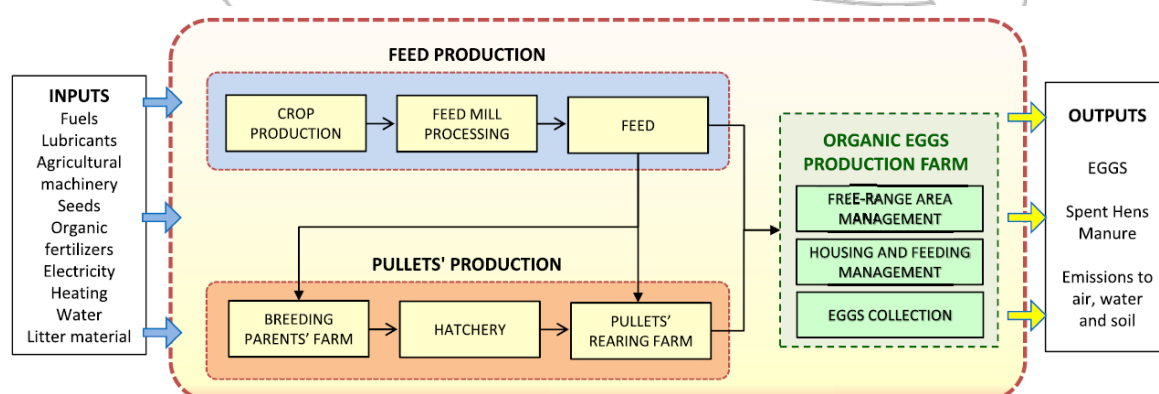 INPUTS
Fuels
Lubricants
Agricultural
machinery
Seeds
Organic
fertilizers
Electricity
Heating
Water
Litter material
FEED PRODUCTION
CROP
PRODUCTION
FEED MILL
PROCESSING
FEED
PULLETS' PRODUCTION
BREEDING
PARENTS' FARM
HATCHERY
PULLETS'
REARING FARM
ORGANIC EGGS
PRODUCTION FARM
FREE-RANGE AREA
MANAGEMENT
HOUSING AND FEEDING
MANAGEMENT
EGGS COLLECTION
OUTPUTS
EGGS
Spent Hens
Manure
Emissions to
air, water
and soil